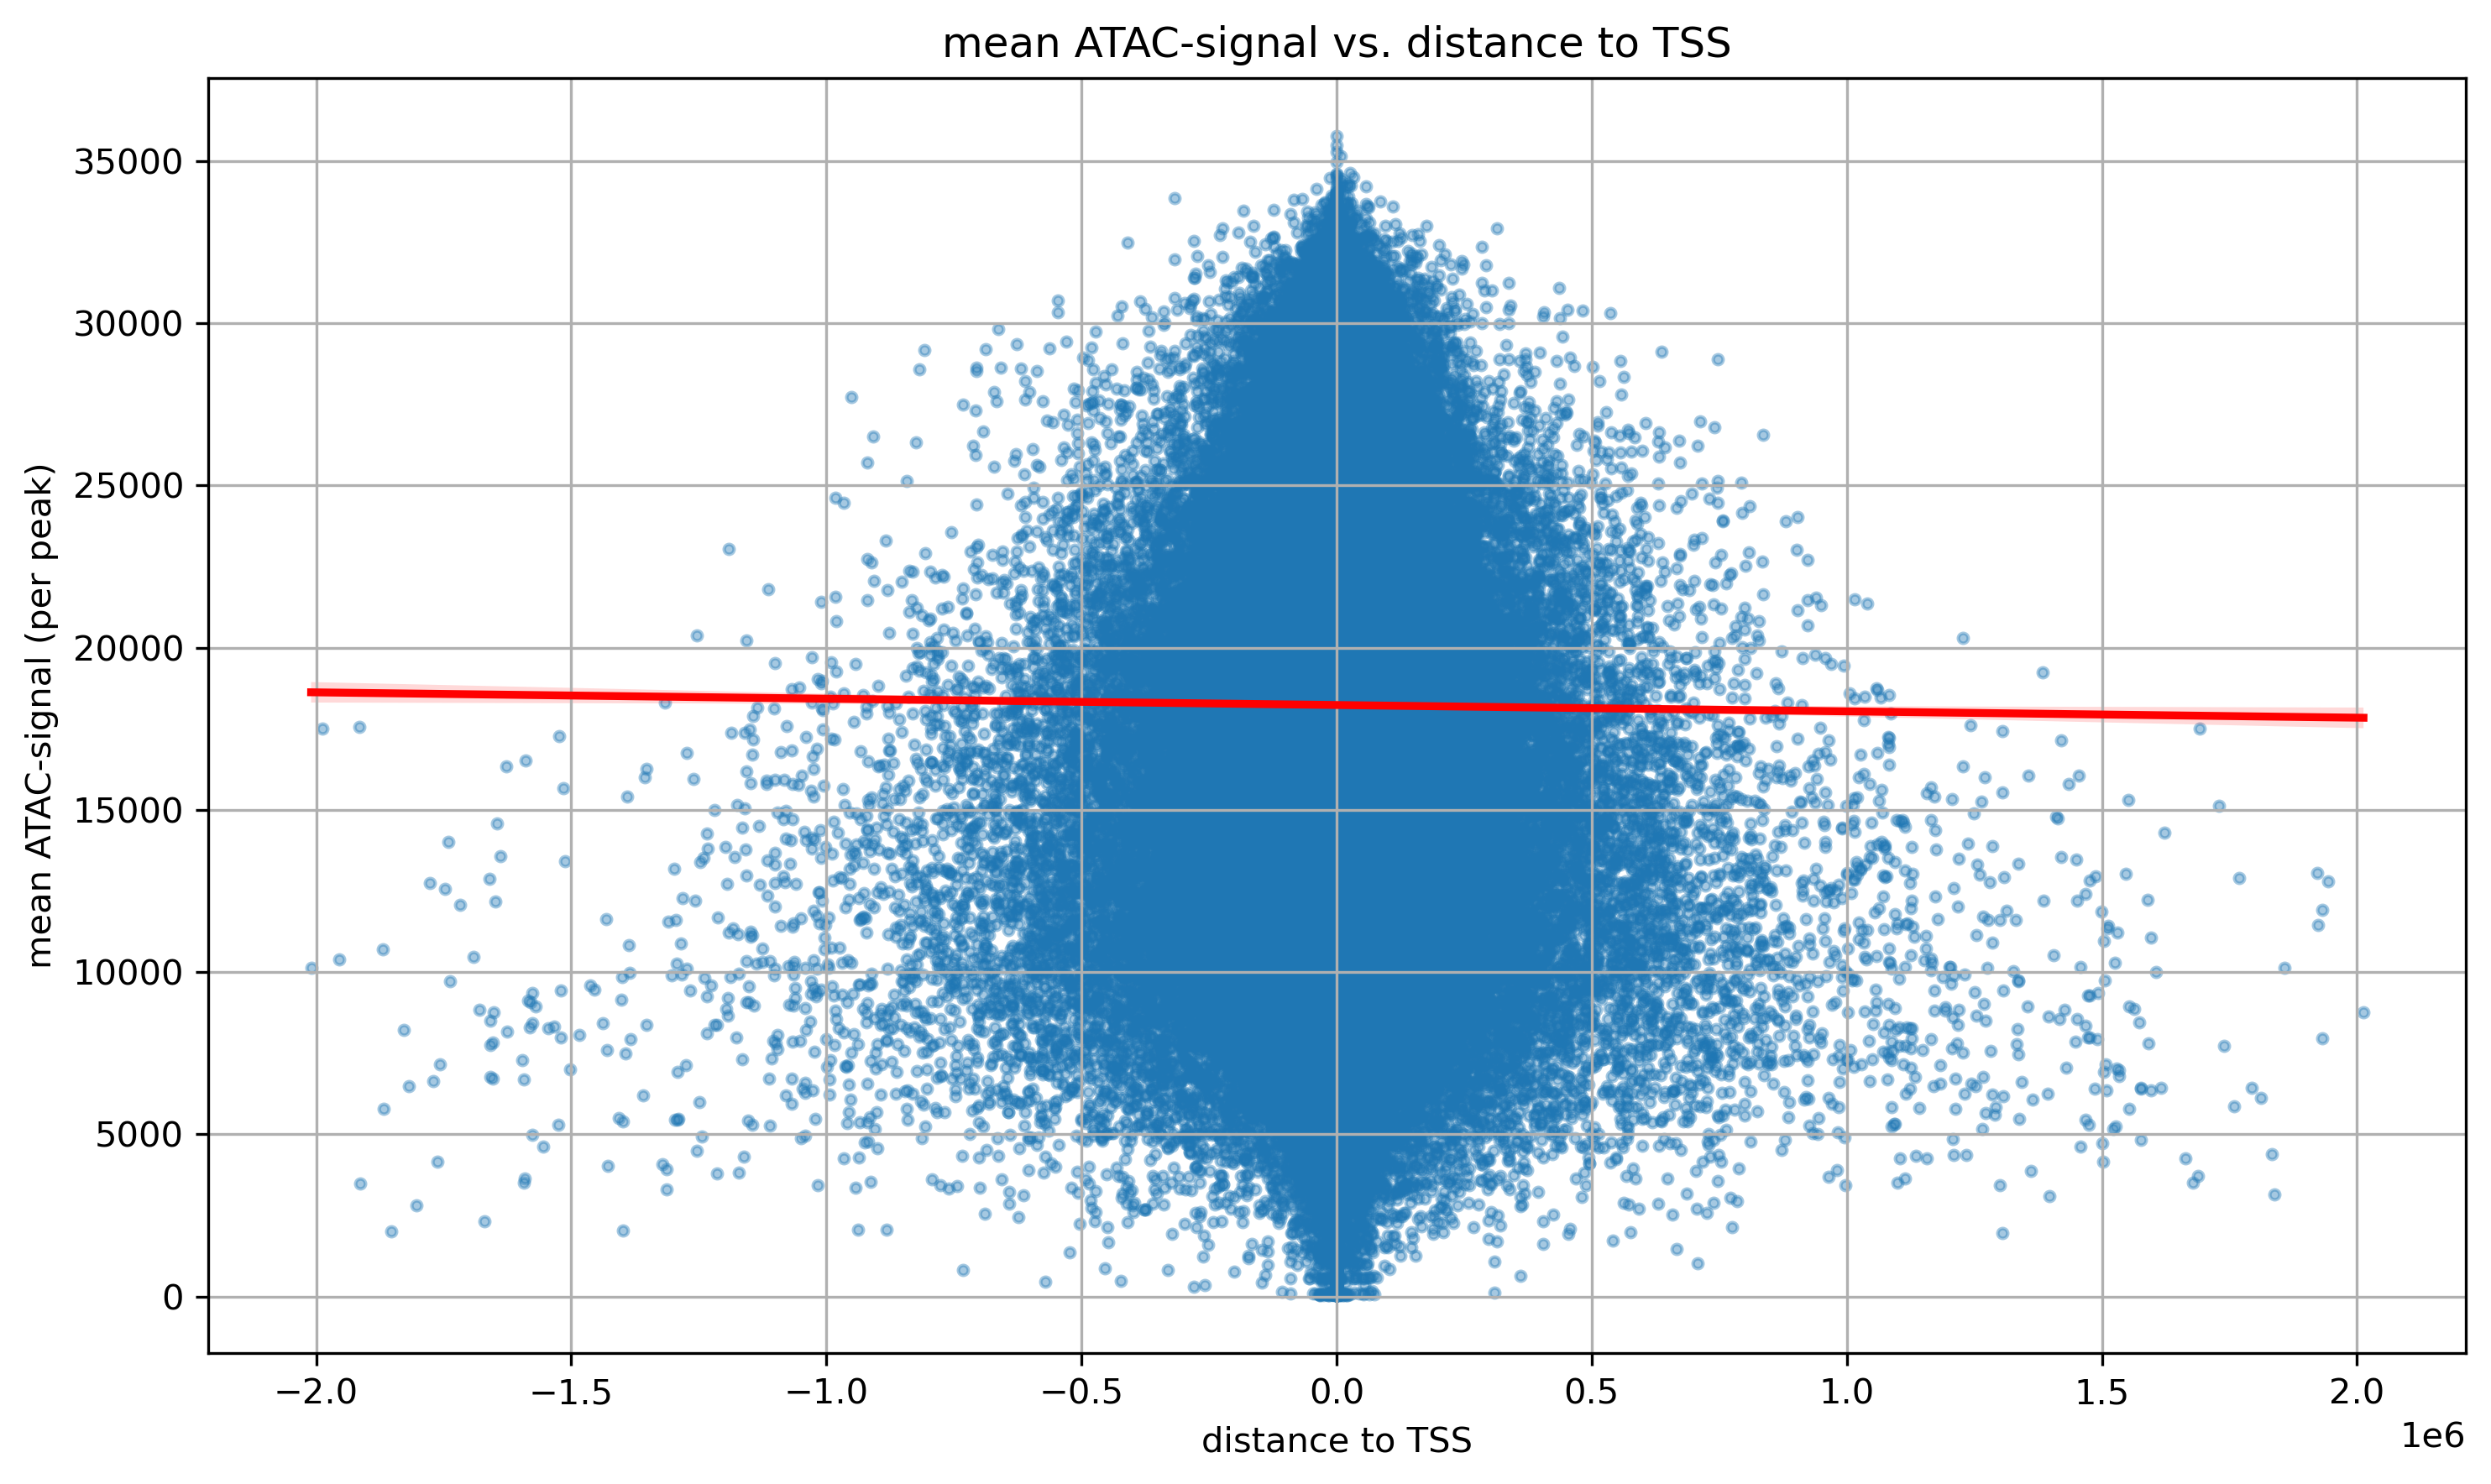 mean ATAC-signal vs. distance to TSS
mean ATAC-signal (per peak)
35000
30000
25000
20000
15000
10000
5000
0
−2.0 −1.5 −1.0 −0.5 0.0 0.5 1.0 1.5 2.0
1e6
distance to TSS